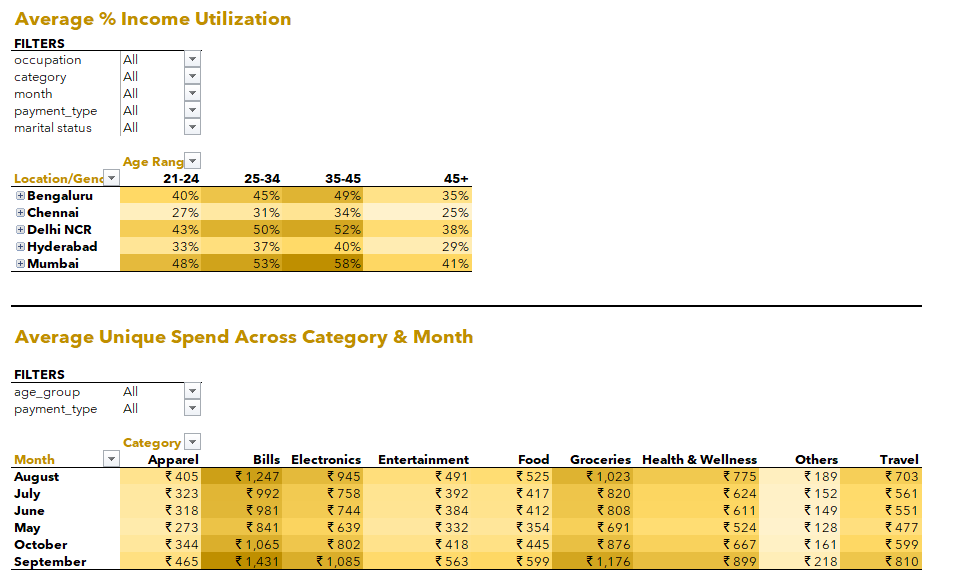 Average % Income Utilization
FILTERS
occupation All
category All
month All
payment_type All
marital status All
Age Rang
Location/Gend 21-24 25-34 35-45 45+
Bengaluru 40% 45% 49% 35%
Chennai 27% 31% 34% 25%
Delhi NCR 43% 50% 52% 38%
Hyderabad 33% 37% 40% 29%
Mumbai 48% 53% 58% 41%
Average Unique Spend Across Category & Month
FILTERS
age_group All
payment_type All
Category
Month Apparel Bills Electronics Entertainment Food Groceries Health & Wellness Others Travel
August ₹ 405 ₹ 1,247 ₹ 945 ₹ 491 ₹ 525 ₹ 1,023 ₹ 775 ₹ 189 ₹ 703
July ₹ 323 ₹ 992 ₹ 758 ₹ 392 ₹ 417 ₹ 820 ₹ 624 ₹ 152 ₹ 561
June ₹ 318 ₹ 981 ₹ 744 ₹ 384 ₹ 412 ₹ 808 ₹ 611 ₹ 149 ₹ 551
May ₹ 273 ₹ 841 ₹ 639 ₹ 332 ₹ 354 ₹ 691 ₹ 524 ₹ 128 ₹ 477
October ₹ 344 ₹ 1,065 ₹ 802 ₹ 418 ₹ 445 ₹ 876 ₹ 667 ₹ 161 ₹ 599
September ₹ 465 ₹ 1,431 ₹ 1,085 ₹ 563 ₹ 599 ₹ 1,176 ₹ 899 ₹ 218 ₹ 810